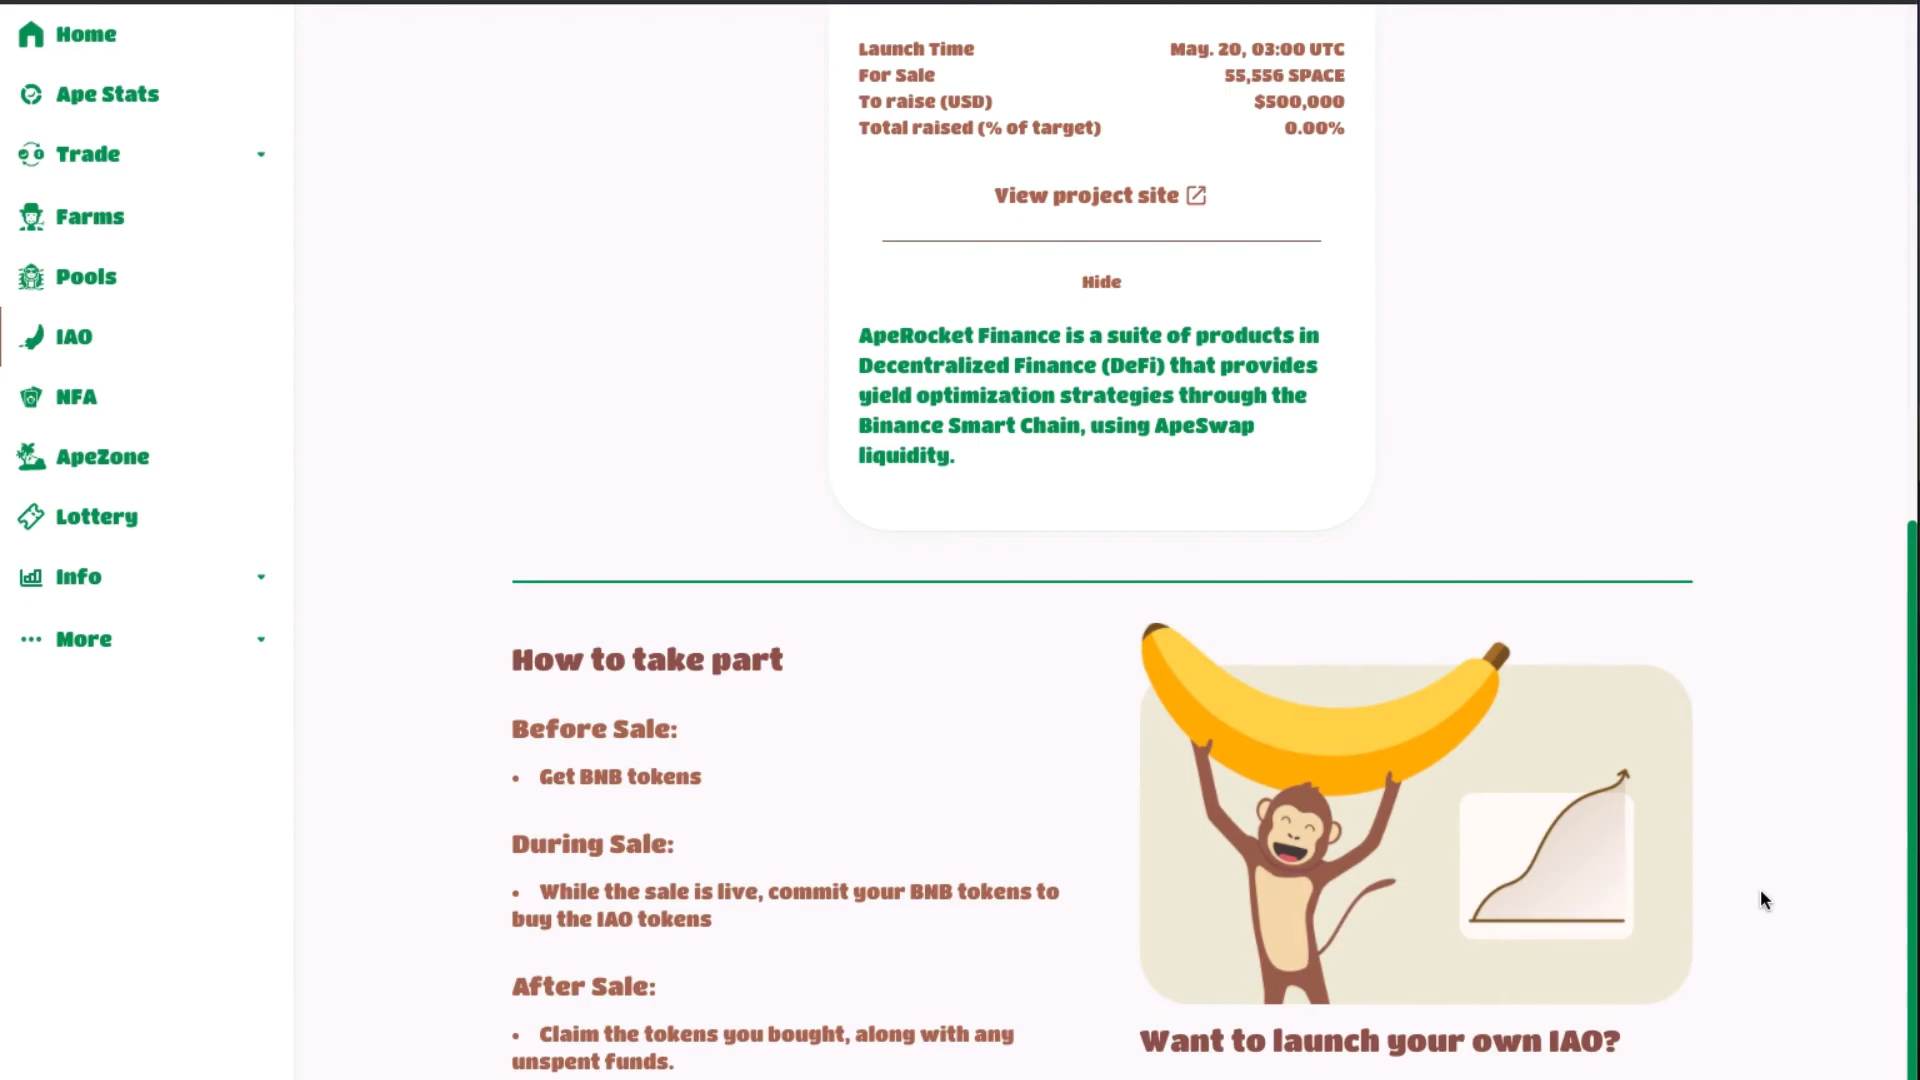 Home
Ape Stats
Trade
Farms
Pools
IAO
NFA
ApeZone
Lottery
Info
More
Launch Time May. 20, 03:00 UTC
For Sale 55,556 SPACE
To raise (USD) $500,000
Total raised (% of target) 0.00%
View project site
Hide
ApeRocket Finance is a suite of products in
Decentralized Finance (DeFi) that provides
yield optimization strategies through the
Binance Smart Chain, using ApeSwap
liquidity.
How to take part
Before Sale:
• Get BNB tokens
During Sale:
• While the sale is live, commit your BNB tokens to
buy the IAO tokens
After Sale:
• Claim the tokens you bought, along with any
unspent funds.
Want to launch your own IAO?